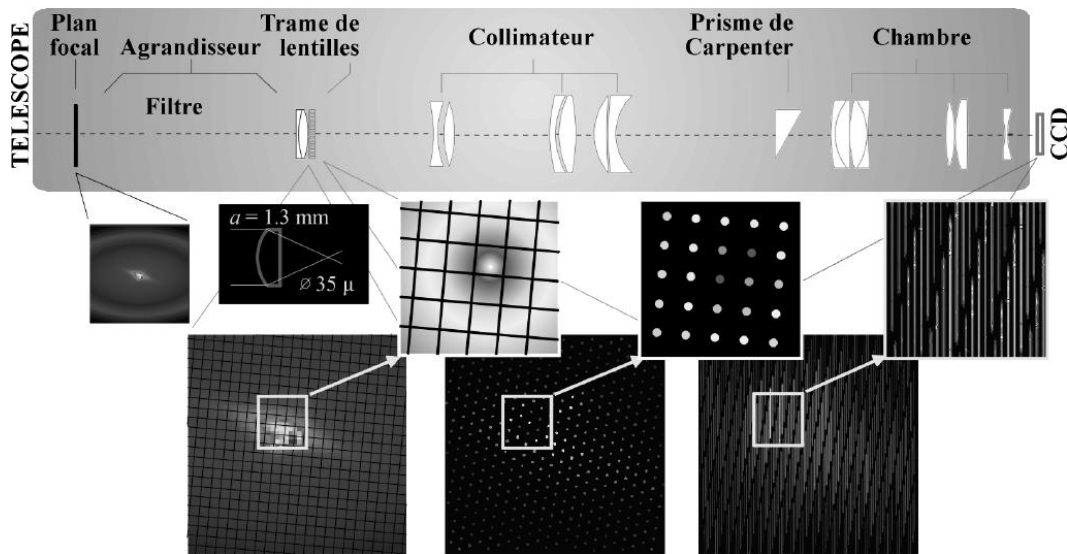 TELESCOPE
Plan
focal
Agrandisseur
Filtre
Trame de
lentilles
Collimateur
Prisme de
Carpenter
Chambre
CCD
a = 1.3 mm
∅ 35 μ